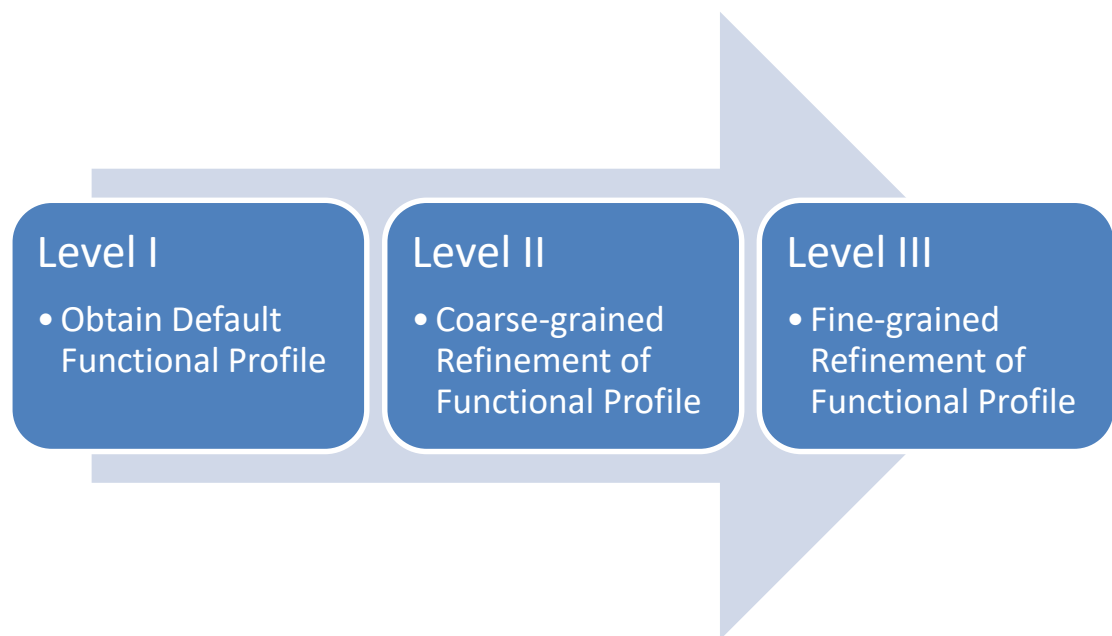 Level I
• Obtain Default
Functional Profile
Level II
• Coarse-grained
Refinement of
Functional Profile
Level III
• Fine-grained
Refinement of
Functional Profile